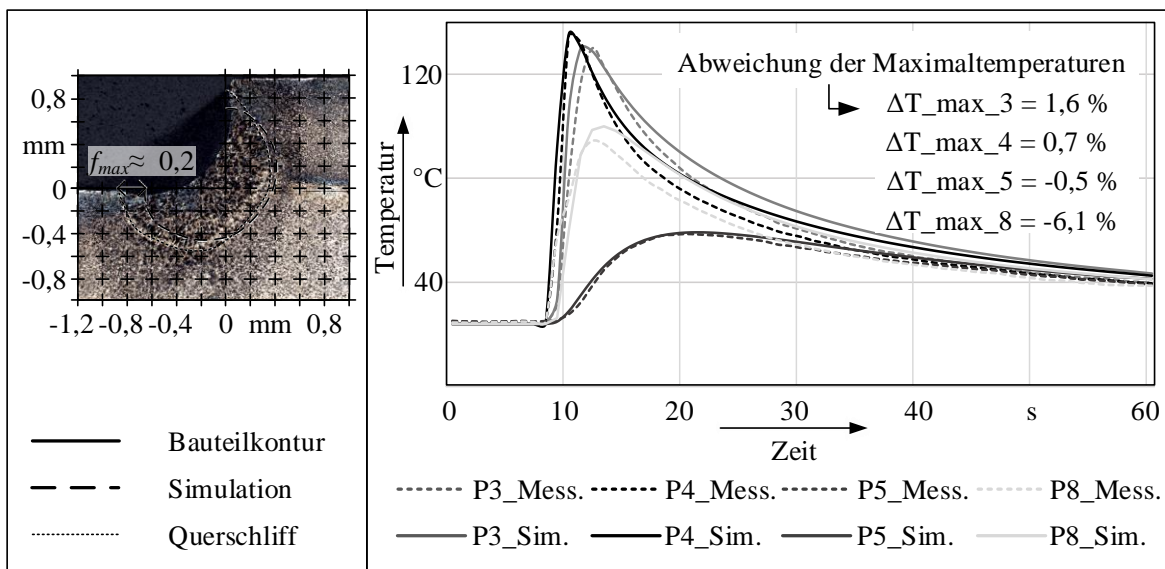 0,8
mm
f_max ≈ 0,2
0
-0,4
-0,8
-1,2 -0,8 -0,4 0 mm 0,8
Bauteilkontur
Simulation
Querschliff
Temperatur
120
°C
40
Abweichung der Maximaltemperaturen
ΔT_max_3 = 1,6 %
ΔT_max_4 = 0,7 %
ΔT_max_5 = -0,5 %
ΔT_max_8 = -6,1 %
0 10 20 30 40 s 60
Zeit
P3_Mess. P4_Mess. P5_Mess. P8_Mess.
P3_Sim. P4_Sim. P5_Sim. P8_Sim.